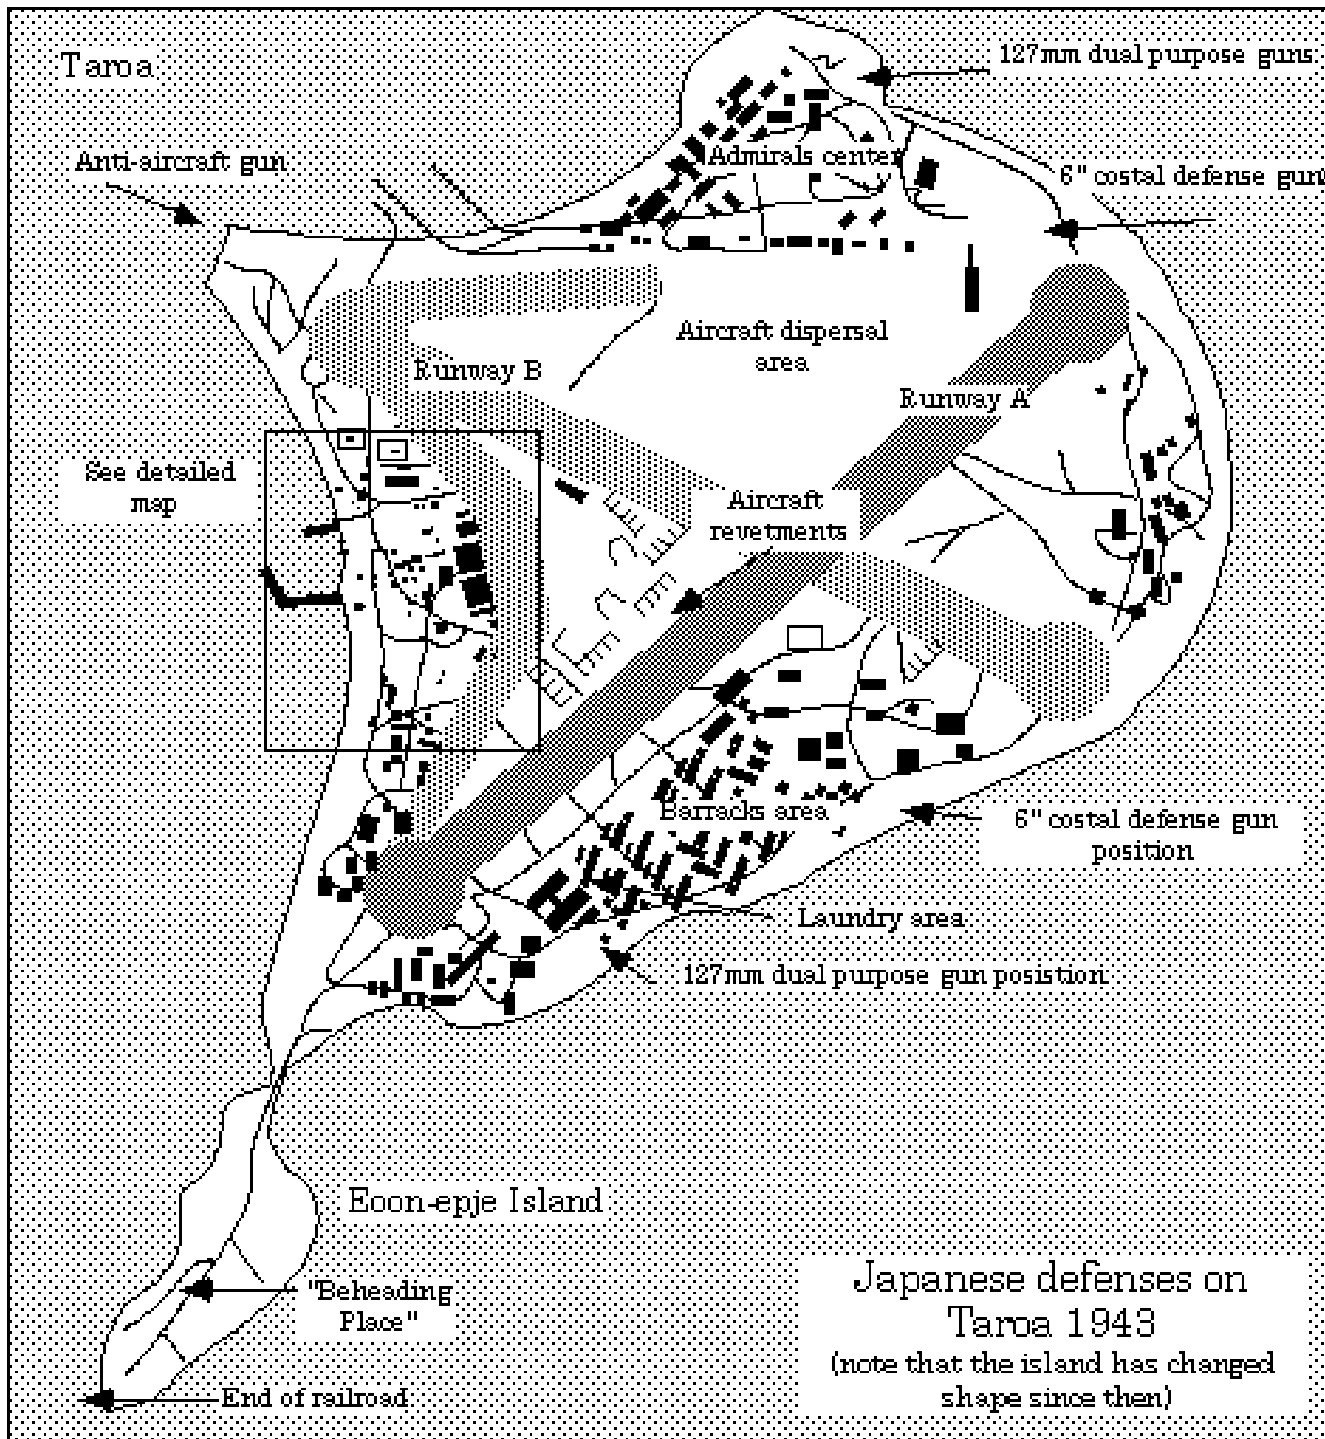 Taroa
127mm dual purpose guns
Anti-aircraft gun
Admirals center
6" costal defense gun
Aircraft dispersal
area
Runway B
Runway A
See detailed
map
Aircraft
revetments
Barracks area
6" costal defense gun
position
Laundry area
127mm dual purpose gun posistion
Eoon-epje Island
"Beheading
Place"
End of railroad
Japanese defenses on
Taroa 1943
(note that the island has changed
shape since then)